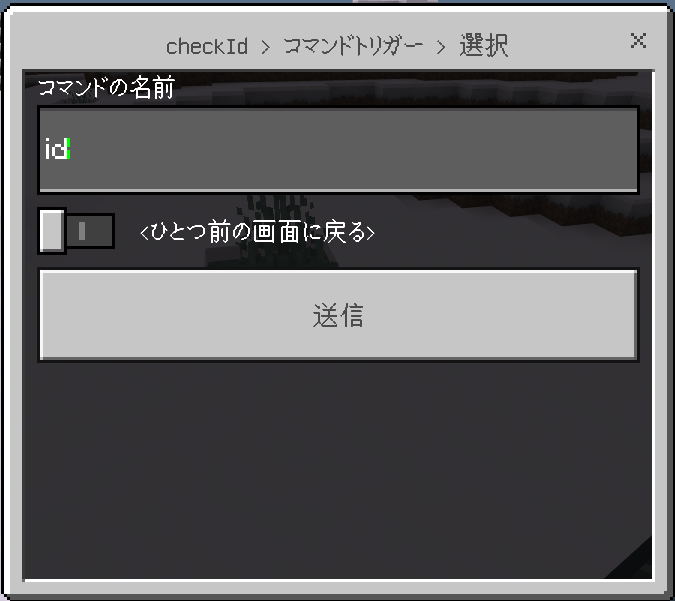 checkId > コマンドトリガー > 選択
コマンドの名前
id
<ひとつ前の画面に戻る>
送信